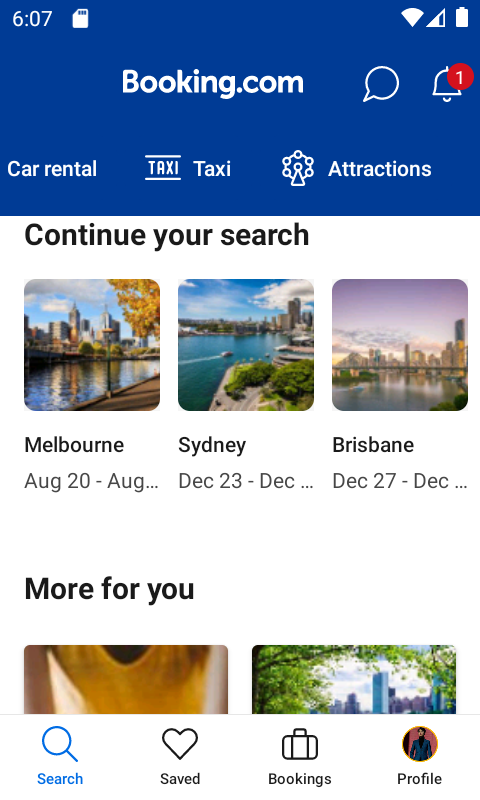 6:07
Booking.com
1
Car rental
TAXI Taxi
Attractions
Continue your search
Melbourne
Aug 20 - Aug...
Sydney
Dec 23 - Dec ...
Brisbane
Dec 27 - Dec ...
More for you
Search
Saved
Bookings
Profile